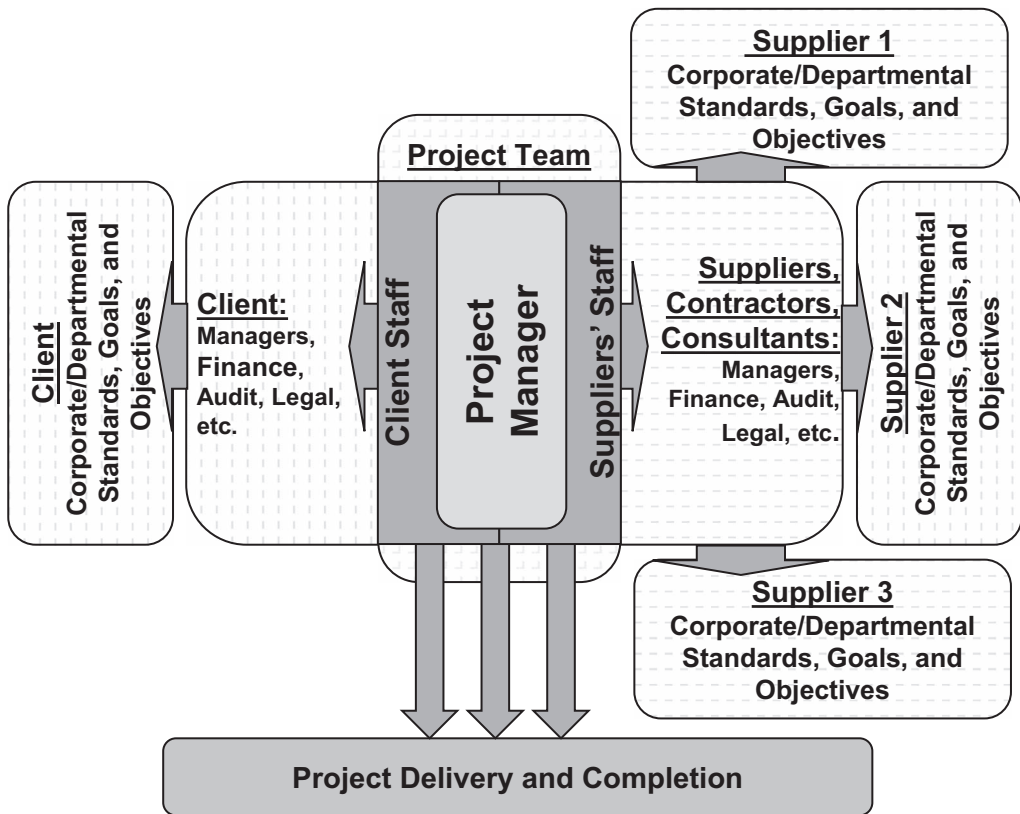 Supplier 1
Corporate/Departmental
Standards, Goals, and
Objectives
Project Team
Client
Corporate/Departmental
Standards, Goals, and
Objectives
Client:
Managers,
Finance,
Audit, Legal,
etc.
Client Staff
Project
Manager
Suppliers' Staff
Suppliers,
Contractors,
Consultants:
Managers,
Finance, Audit,
Legal, etc.
Supplier 2
Corporate/Departmental
Standards, Goals, and
Objectives
Supplier 3
Corporate/Departmental
Standards, Goals, and
Objectives
Project Delivery and Completion